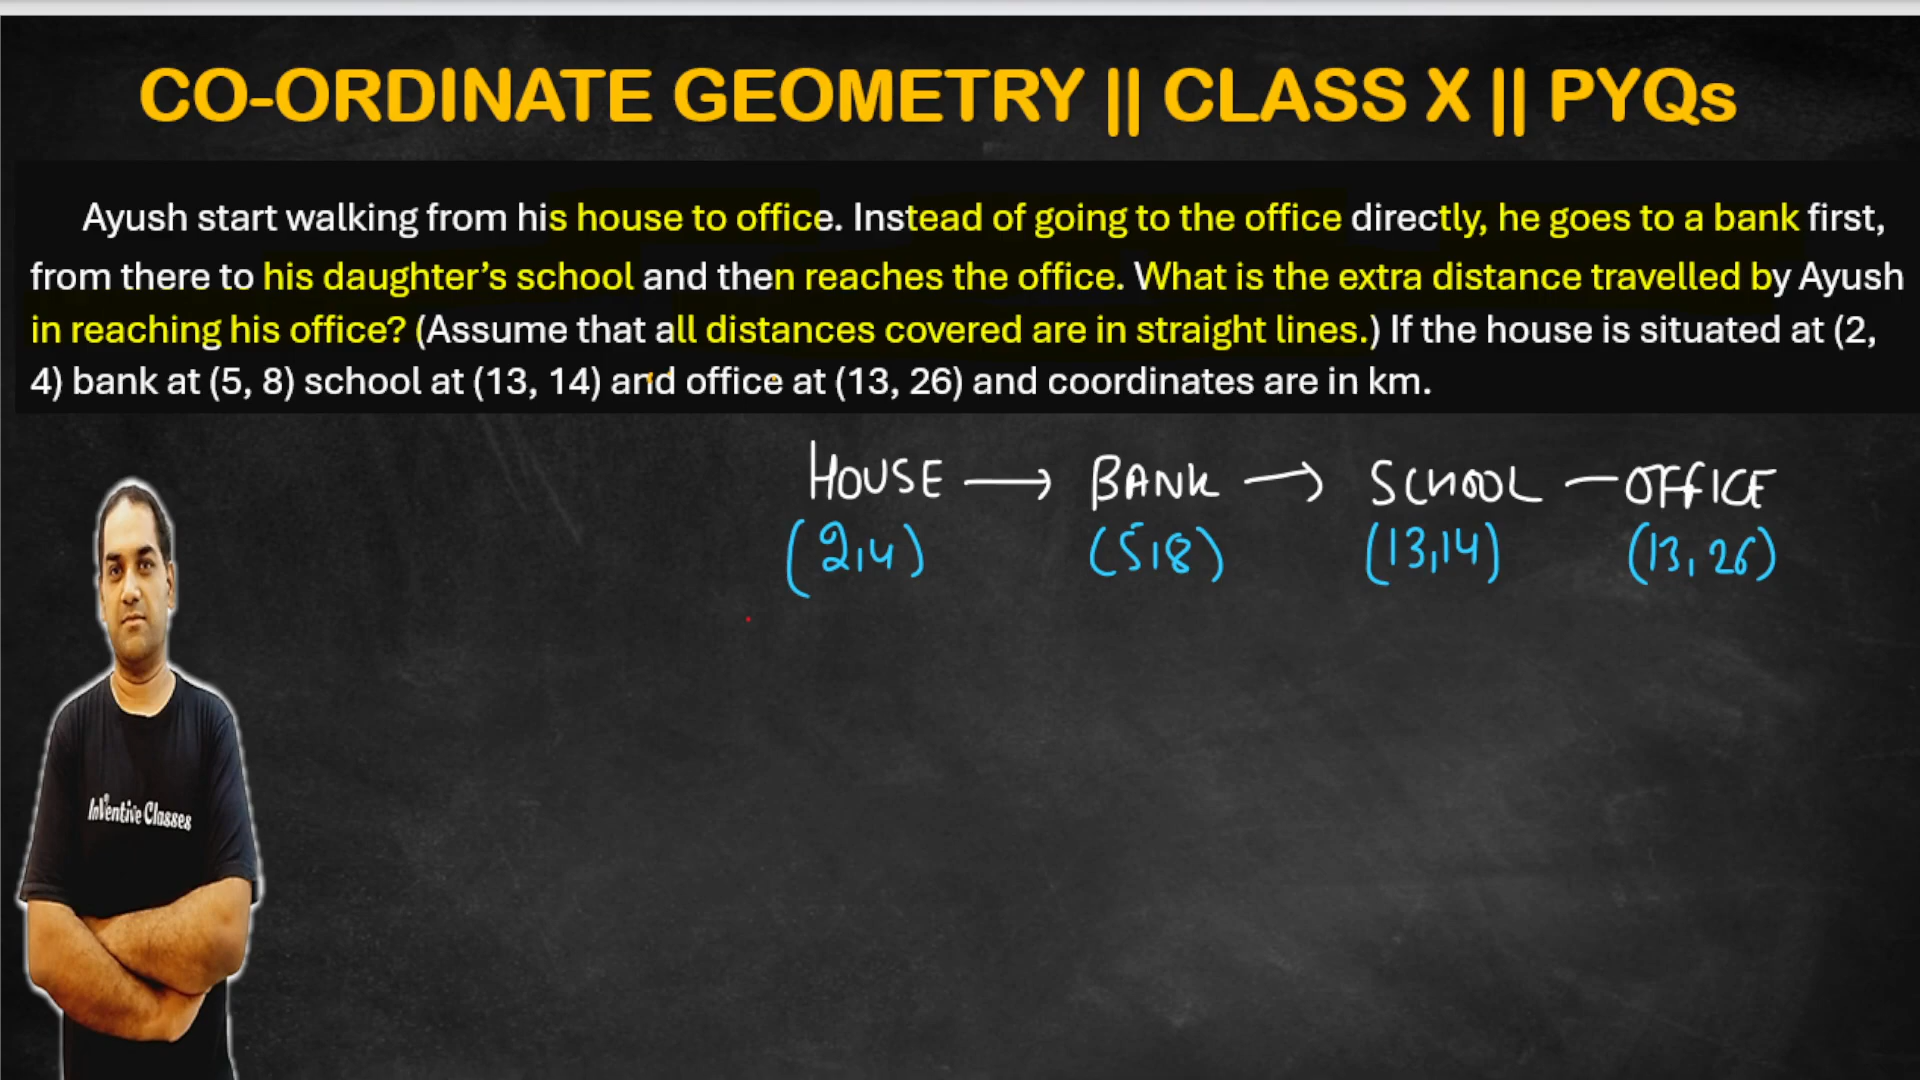 CO-ORDINATE GEOMETRY || CLASS X || PYQs
Ayush start walking from his house to office. Instead of going to the office directly, he goes to a bank first,
from there to his daughter’s school and then reaches the office. What is the extra distance travelled by Ayush
in reaching his office? (Assume that all distances covered are in straight lines.) If the house is situated at (2,
4) bank at (5, 8) school at (13, 14) and office at (13, 26) and coordinates are in km.
HOUSE → BANK → SCHOOL — OFFICE
(2,4) (5,8) (13,14) (13, 26)
Inventive Classes